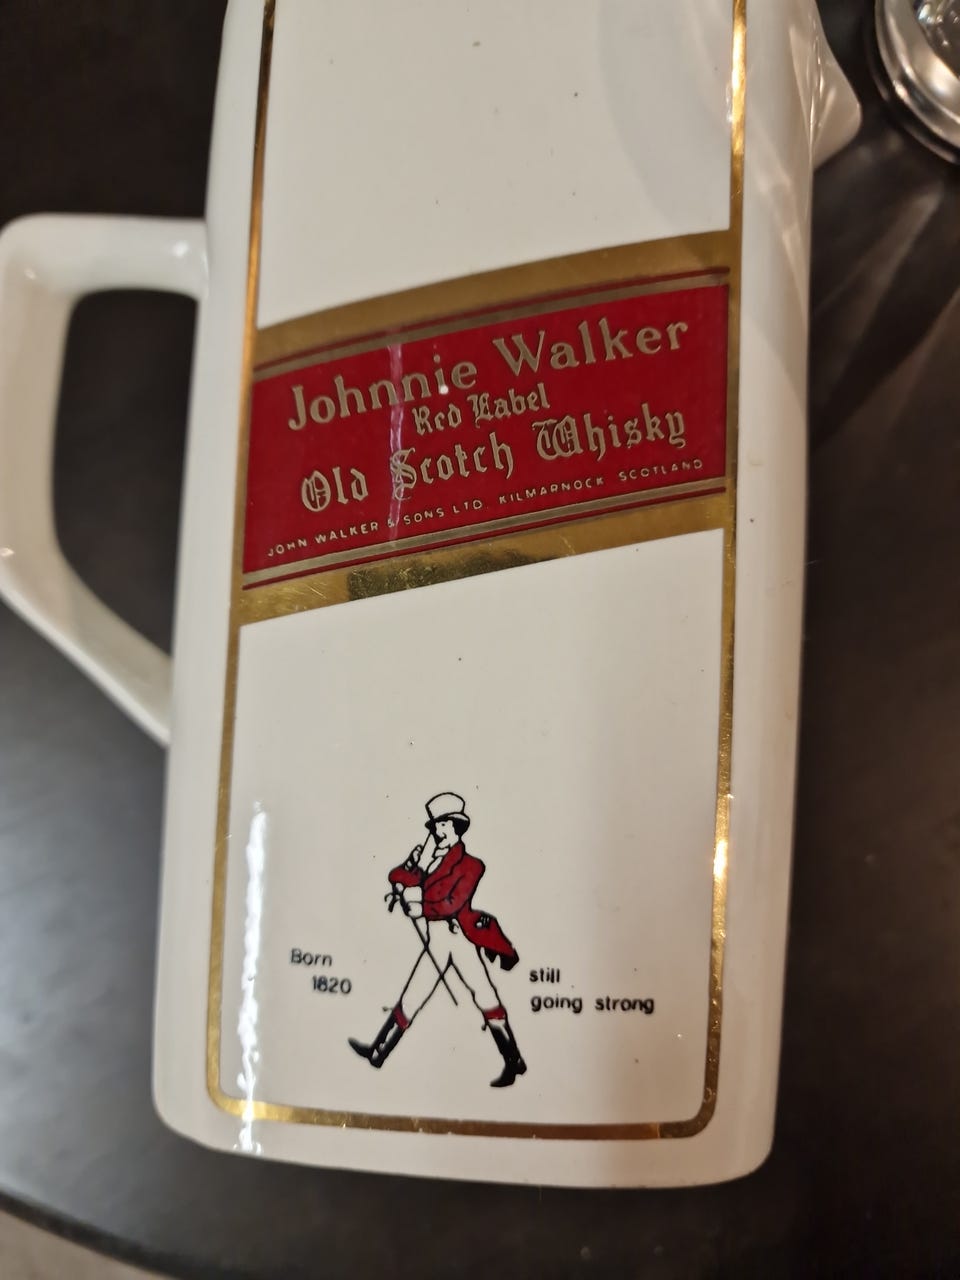 Johnnie Walker
Red Label
Old Scotch Whisky
JOHN WALKER & SONS LTD. KILMARNOCK SCOTLAND
Born
1820
still
going strong